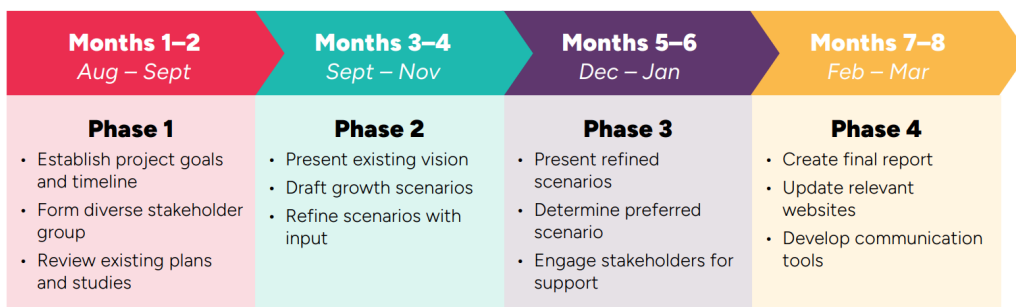 Months 1–2
Aug – Sept
Months 3–4
Sept – Nov
Months 5–6
Dec – Jan
Months 7–8
Feb – Mar
Phase 1
• Establish project goals
and timeline
• Form diverse stakeholder
group
• Review existing plans
and studies
Phase 2
• Present existing vision
• Draft growth scenarios
• Refine scenarios with
input
Phase 3
• Present refined
scenarios
• Determine preferred
scenario
• Engage stakeholders for
support
Phase 4
• Create final report
• Update relevant
websites
• Develop communication
tools